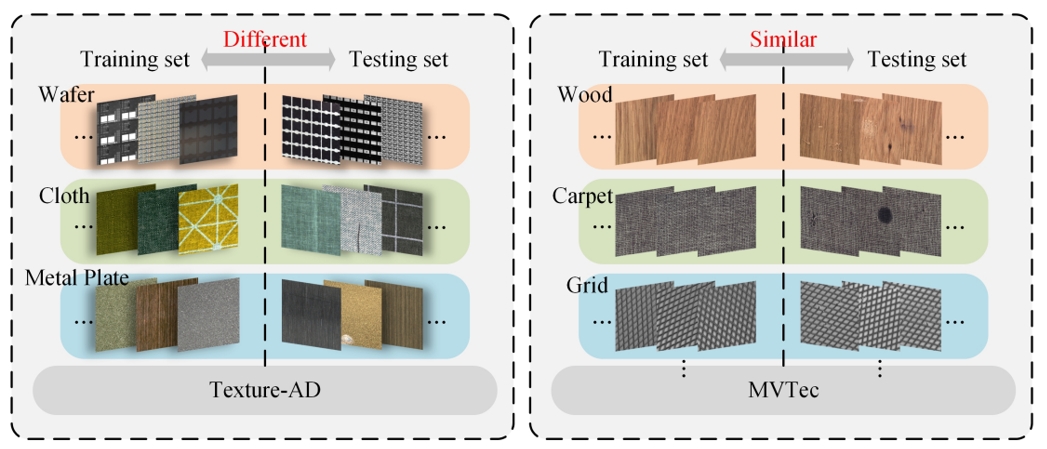 Different
Training set
Testing set
Wafer
...
...
Cloth
...
...
Metal Plate
...
...
Texture-AD
Similar
Training set
Testing set
Wood
...
...
Carpet
...
...
Grid
...
...
MVTec